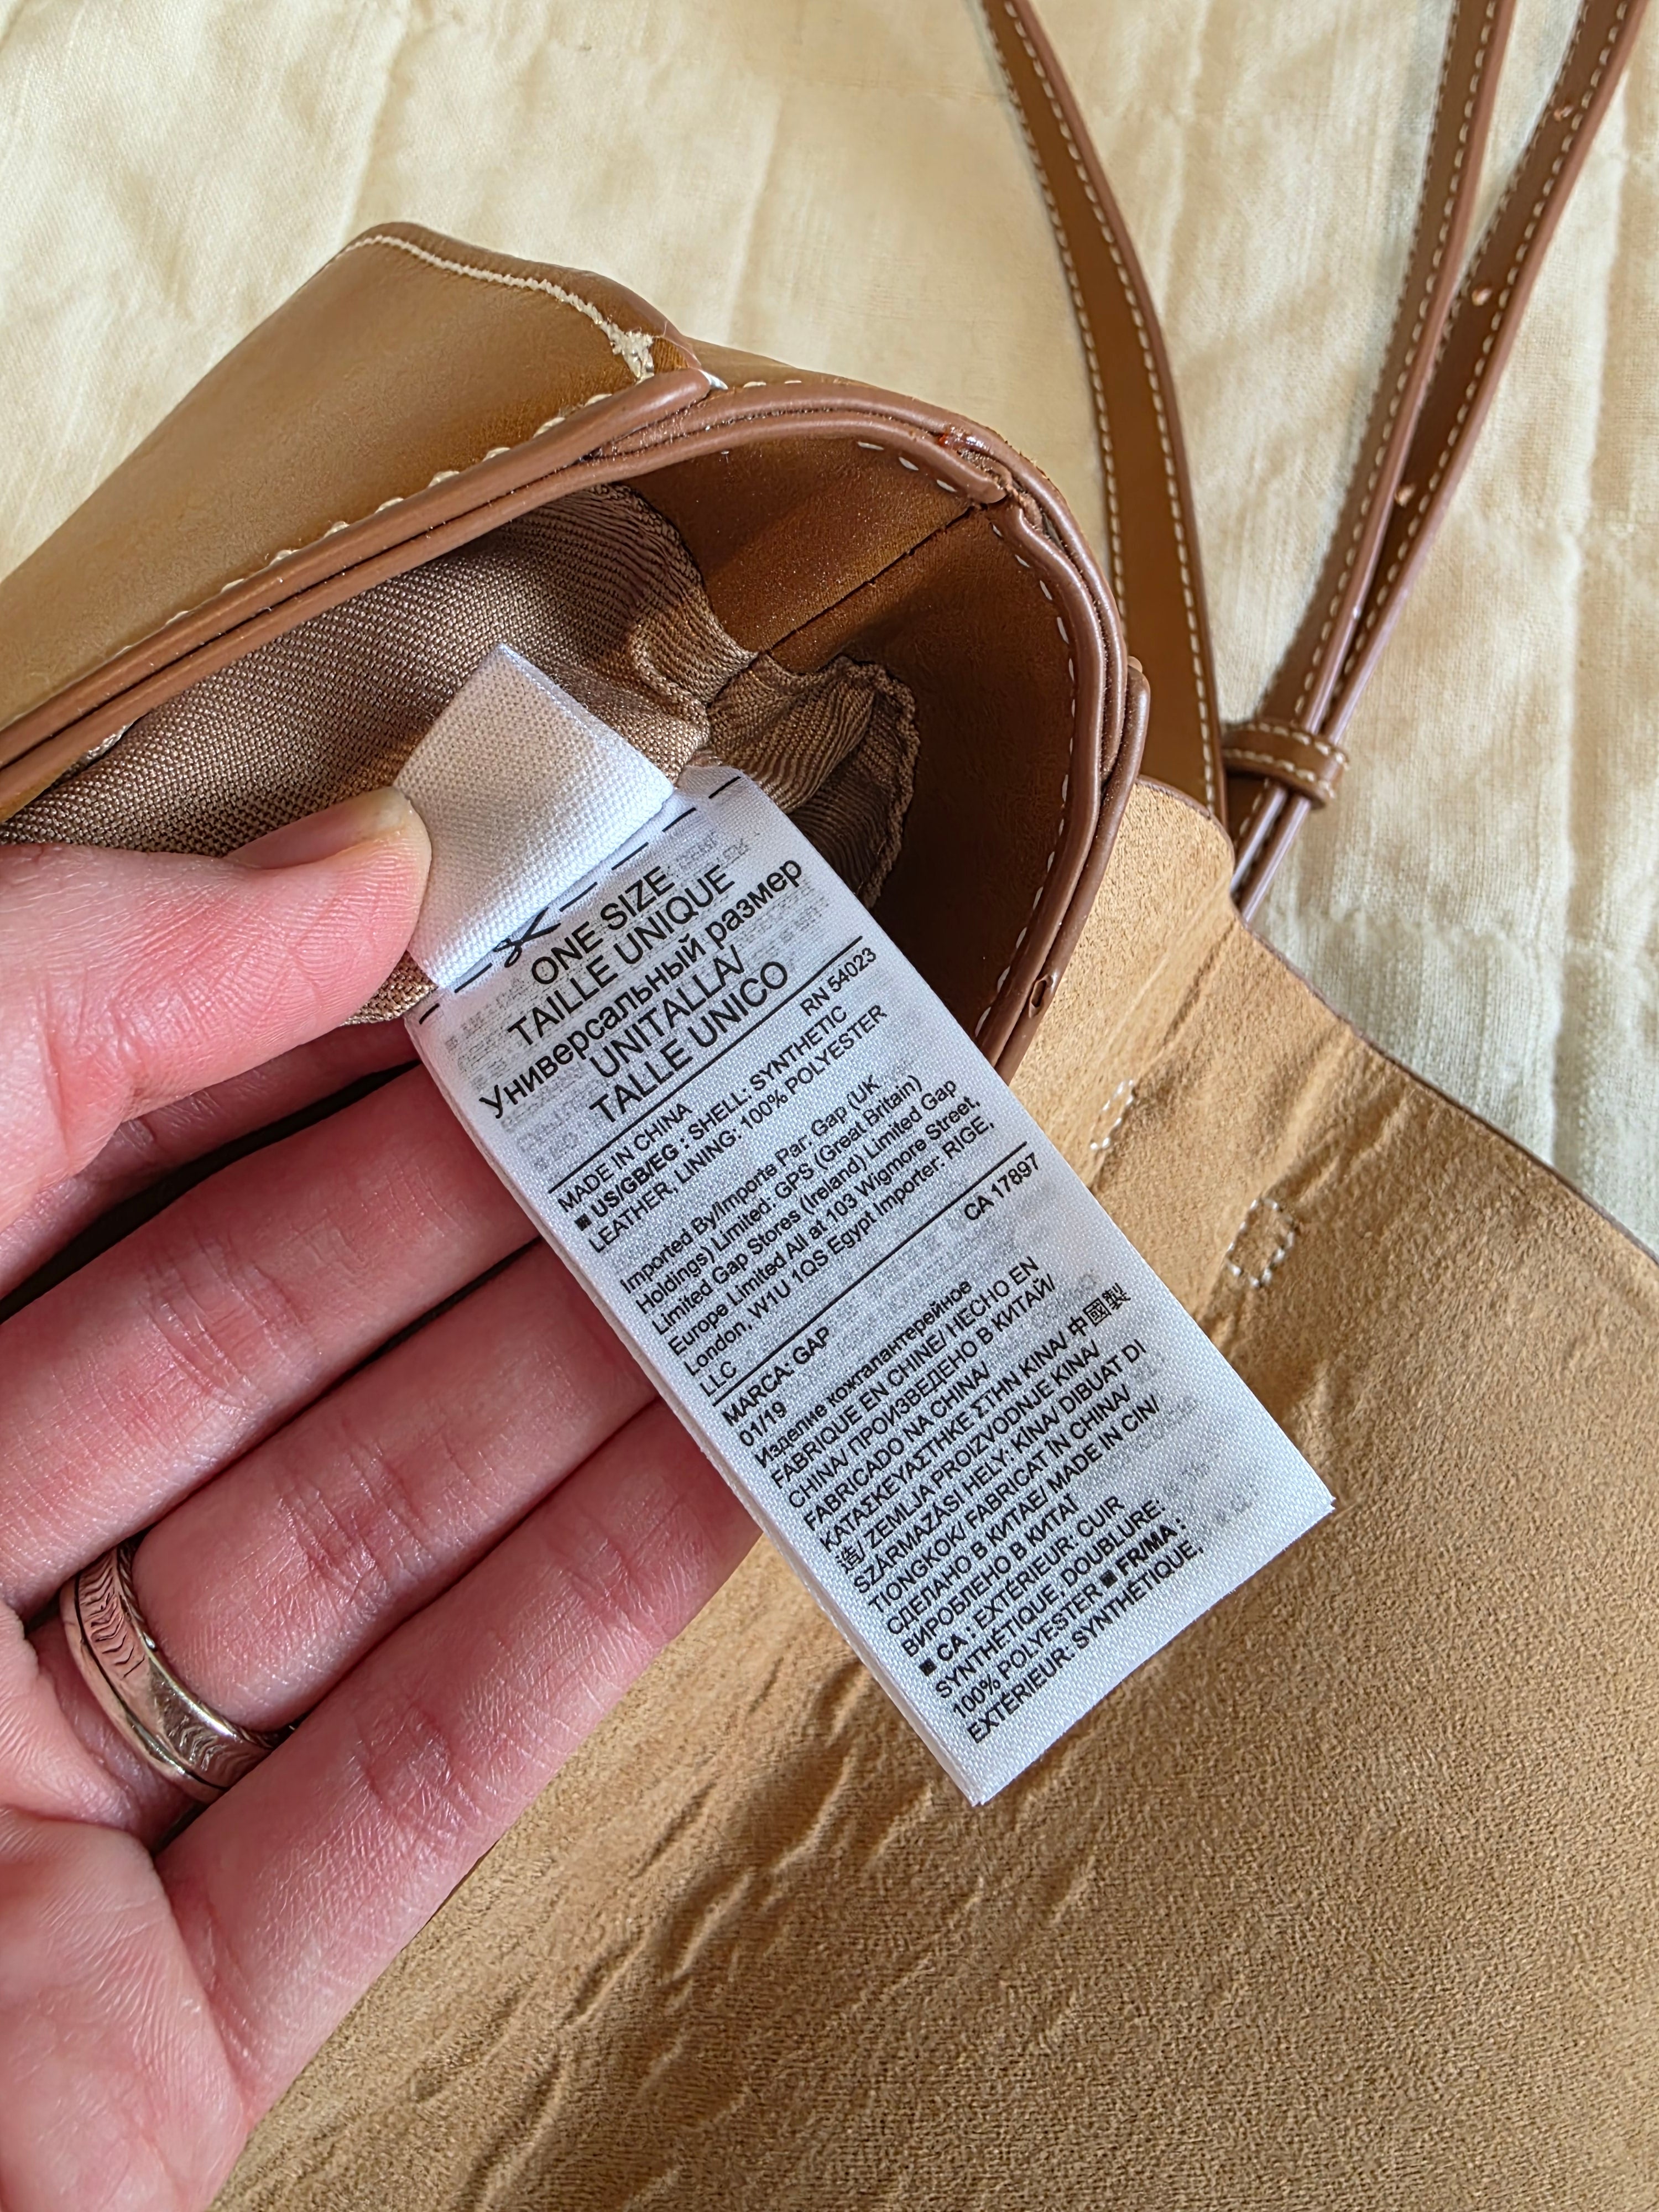 ONE SIZE
TAILLE UNIQUE
Универсальный размер
UNITALLA/
TALLE UNICO
RN 54023
MADE IN CHINA
■ US/GB/EG : SHELL: SYNTHETIC
LEATHER, LINING: 100% POLYESTER
Imported By/Importe Par: Gap (UK
Holdings) Limited: GPS (Great Britain)
Limited Gap Stores (Ireland) Limited Gap
Europe Limited All at 103 Wigmore Street,
London, W1U 1QS Egypt Importer: RIGE,
LLC
CA 17897
MARCA: GAP
01/19
Изделие кожгалантерейное
FABRIQUE EN CHINE/ HECHO EN
CHINA/ ПРОИЗВЕДЕНО В КИТАЙ/
FABRICADO NA CHINA/
ΚΑΤΑΣΚΕΥΑΣΤΗΚΕ ΣΤΗΝ ΚΙΝΑ/ 中國製
造/ ZEMLJA PROIZVODNJE KINA/
SZÁRMAZÁSI HELY: KÍNA/ DIBUAT DI
TIONGKOK/ FABRICAT ÎN CHINA/
СДЕЛАНО В КИТАЕ/ MADE IN CIN/
ВИРОБЛЕНО В КИТАЇ
■ CA : EXTÉRIEUR: CUIR
SYNTHÉTIQUE, DOUBLURE:
100% POLYESTER ■ FR/MA :
EXTÉRIEUR: SYNTHÉTIQUE,